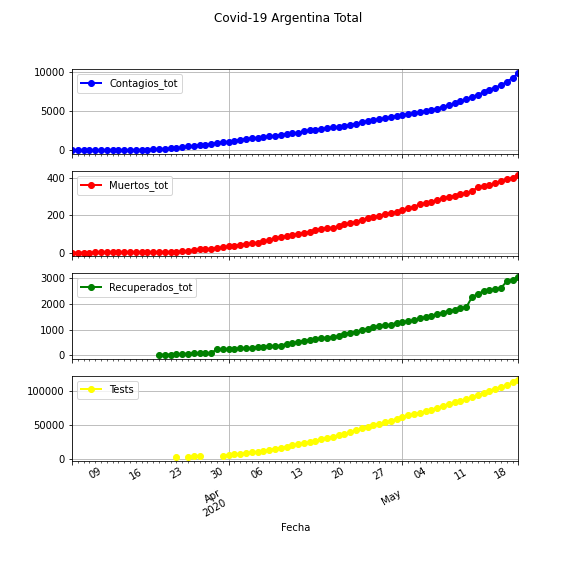 Covid-19 Argentina Total
10000
5000
0
Contagios_tot
400
200
0
Muertos_tot
3000
2000
1000
0
Recuperados_tot
100000
50000
0
Tests
09 16 23 30 06 13 20 27 04 11 18
Apr May
2020
Fecha